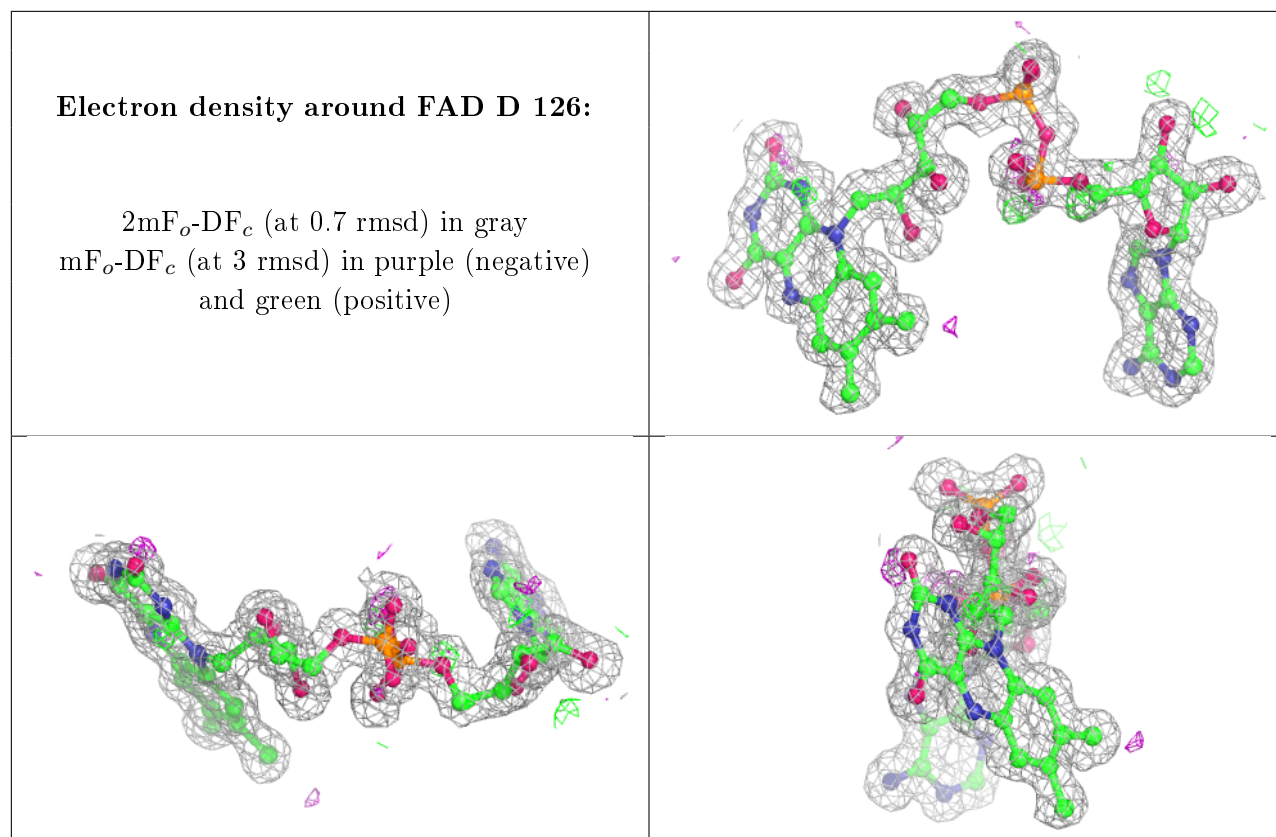 Electron density around FAD D 126:
2mFₒ-DF𝒸 (at 0.7 rmsd) in gray
mFₒ-DF𝒸 (at 3 rmsd) in purple (negative)
and green (positive)